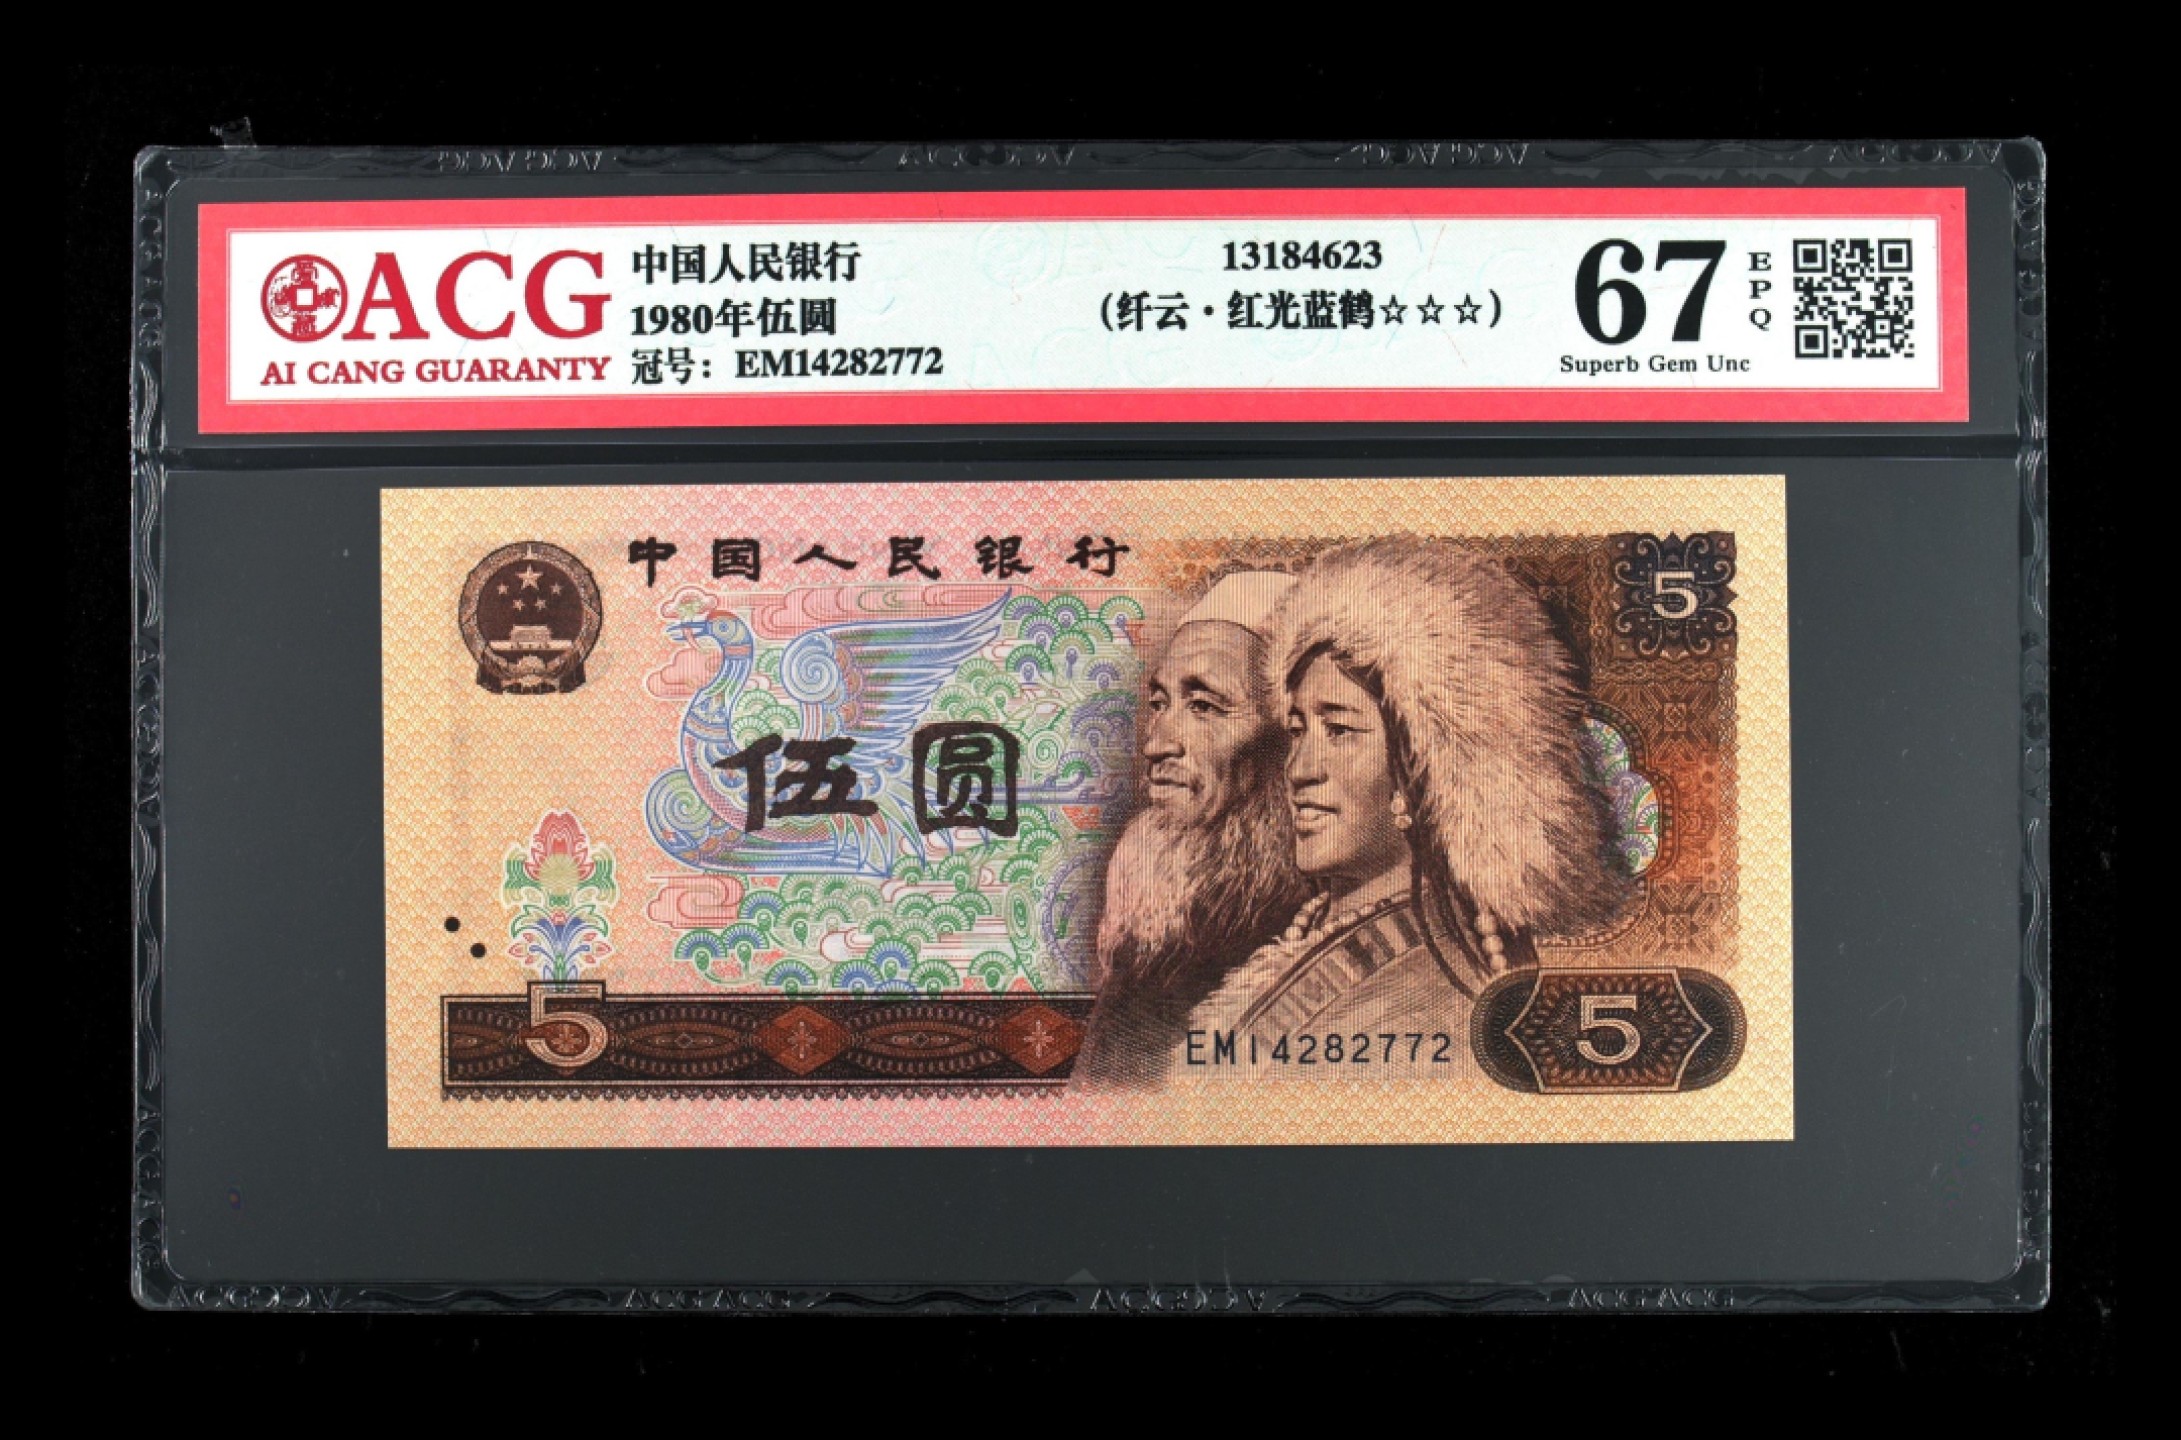 ACG
AI CANG GUARANTY
中国人民银行
1980年伍圆
冠号：EM14282772
13184623
（纤云·红光蓝鹤☆☆☆）
67
EPQ
Superb Gem Unc
中国人民银行
5
伍圆
5
EM14282772
5